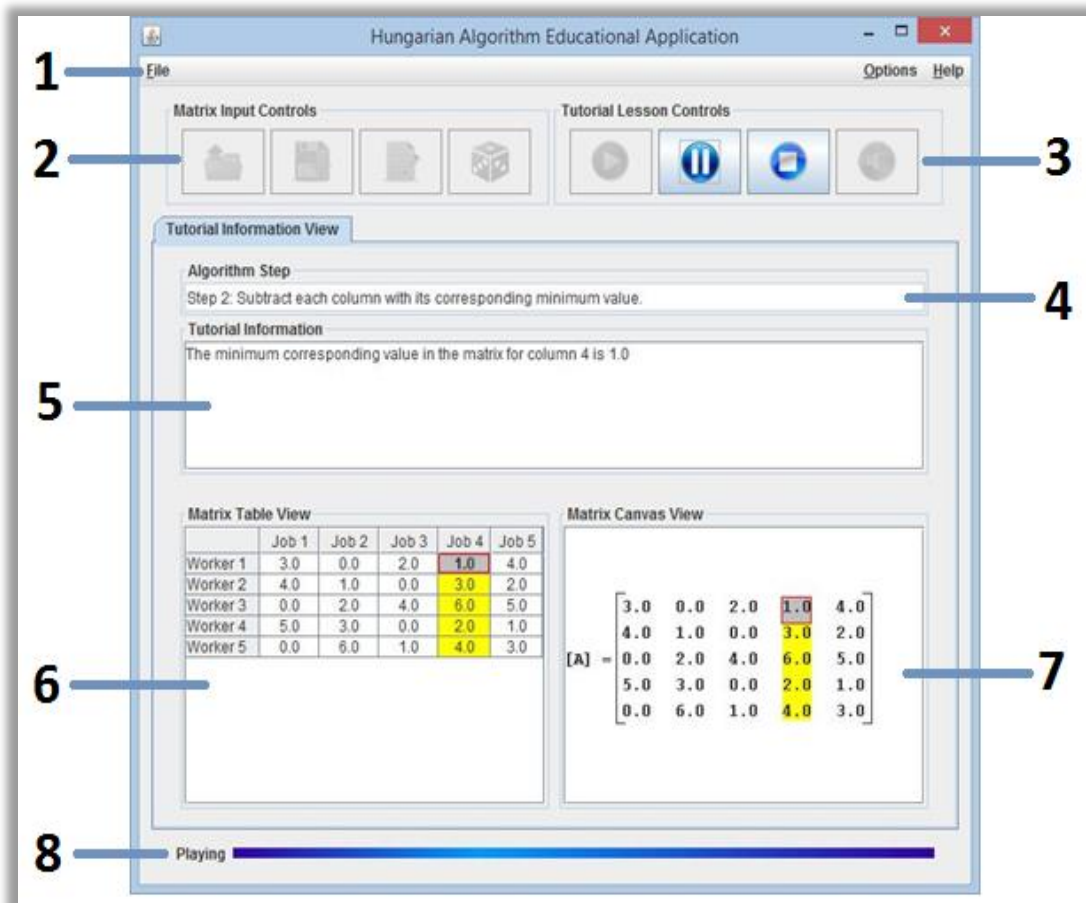 Hungarian Algorithm Educational Application
1
File Options Help
Matrix Input Controls Tutorial Lesson Controls
2 3
Tutorial Information View
Algorithm Step
Step 2: Subtract each column with its corresponding minimum value.
4
Tutorial Information
The minimum corresponding value in the matrix for column 4 is 1.0
5
Matrix Table View
Job 1 Job 2 Job 3 Job 4 Job 5
Worker 1 3.0 0.0 2.0 1.0 4.0
Worker 2 4.0 1.0 0.0 3.0 2.0
Worker 3 0.0 2.0 4.0 6.0 5.0
Worker 4 5.0 3.0 0.0 2.0 1.0
Worker 5 0.0 6.0 1.0 4.0 3.0
6
Matrix Canvas View
3.0 0.0 2.0 1.0 4.0
4.0 1.0 0.0 3.0 2.0
[A] = 0.0 2.0 4.0 6.0 5.0
5.0 3.0 0.0 2.0 1.0
0.0 6.0 1.0 4.0 3.0
7
8
Playing